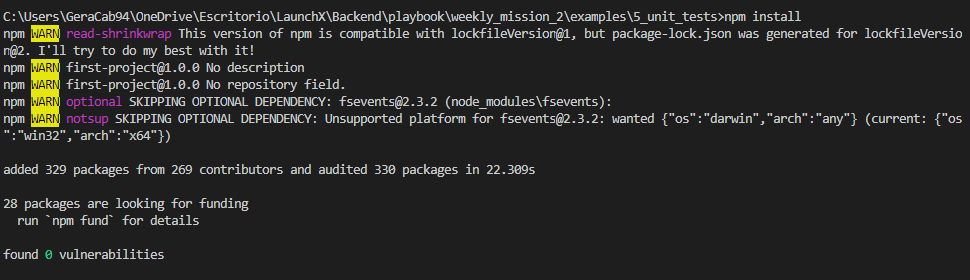 C:\Users\GeraCab94\OneDrive\Escritorio\LaunchX\Backend\playbook\weekly_mission_2\examples\5_unit_tests>npm install
npm WARN read-shrinkwrap This version of npm is compatible with lockfileVersion@1, but package-lock.json was generated for lockfileVersio
n@2. I'll try to do my best with it!
npm WARN first-project@1.0.0 No description
npm WARN first-project@1.0.0 No repository field.
npm WARN optional SKIPPING OPTIONAL DEPENDENCY: fsevents@2.3.2 (node_modules\fsevents):
npm WARN notsup SKIPPING OPTIONAL DEPENDENCY: Unsupported platform for fsevents@2.3.2: wanted {"os":"darwin","arch":"any"} (current: {"os
":"win32","arch":"x64"})
added 329 packages from 269 contributors and audited 330 packages in 22.309s
28 packages are looking for funding
  run `npm fund` for details
found 0 vulnerabilities